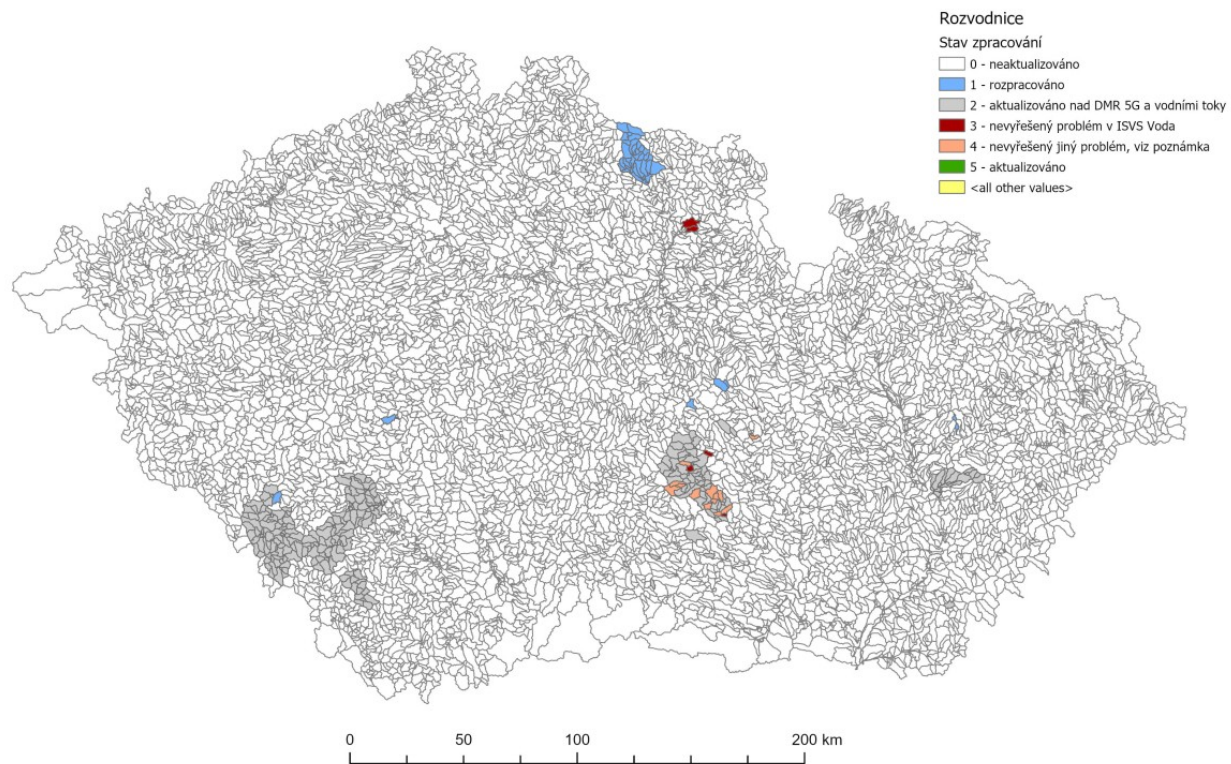 Rozvodnice
Stav zpracování
0 - neaktualizováno
1 - rozpracováno
2 - aktualizováno nad DMR 5G a vodními toky
3 - nevyřešený problém v ISVS Voda
4 - nevyřešený jiný problém, viz poznámka
5 - aktualizováno
<all other values>
0 50 100 200 km